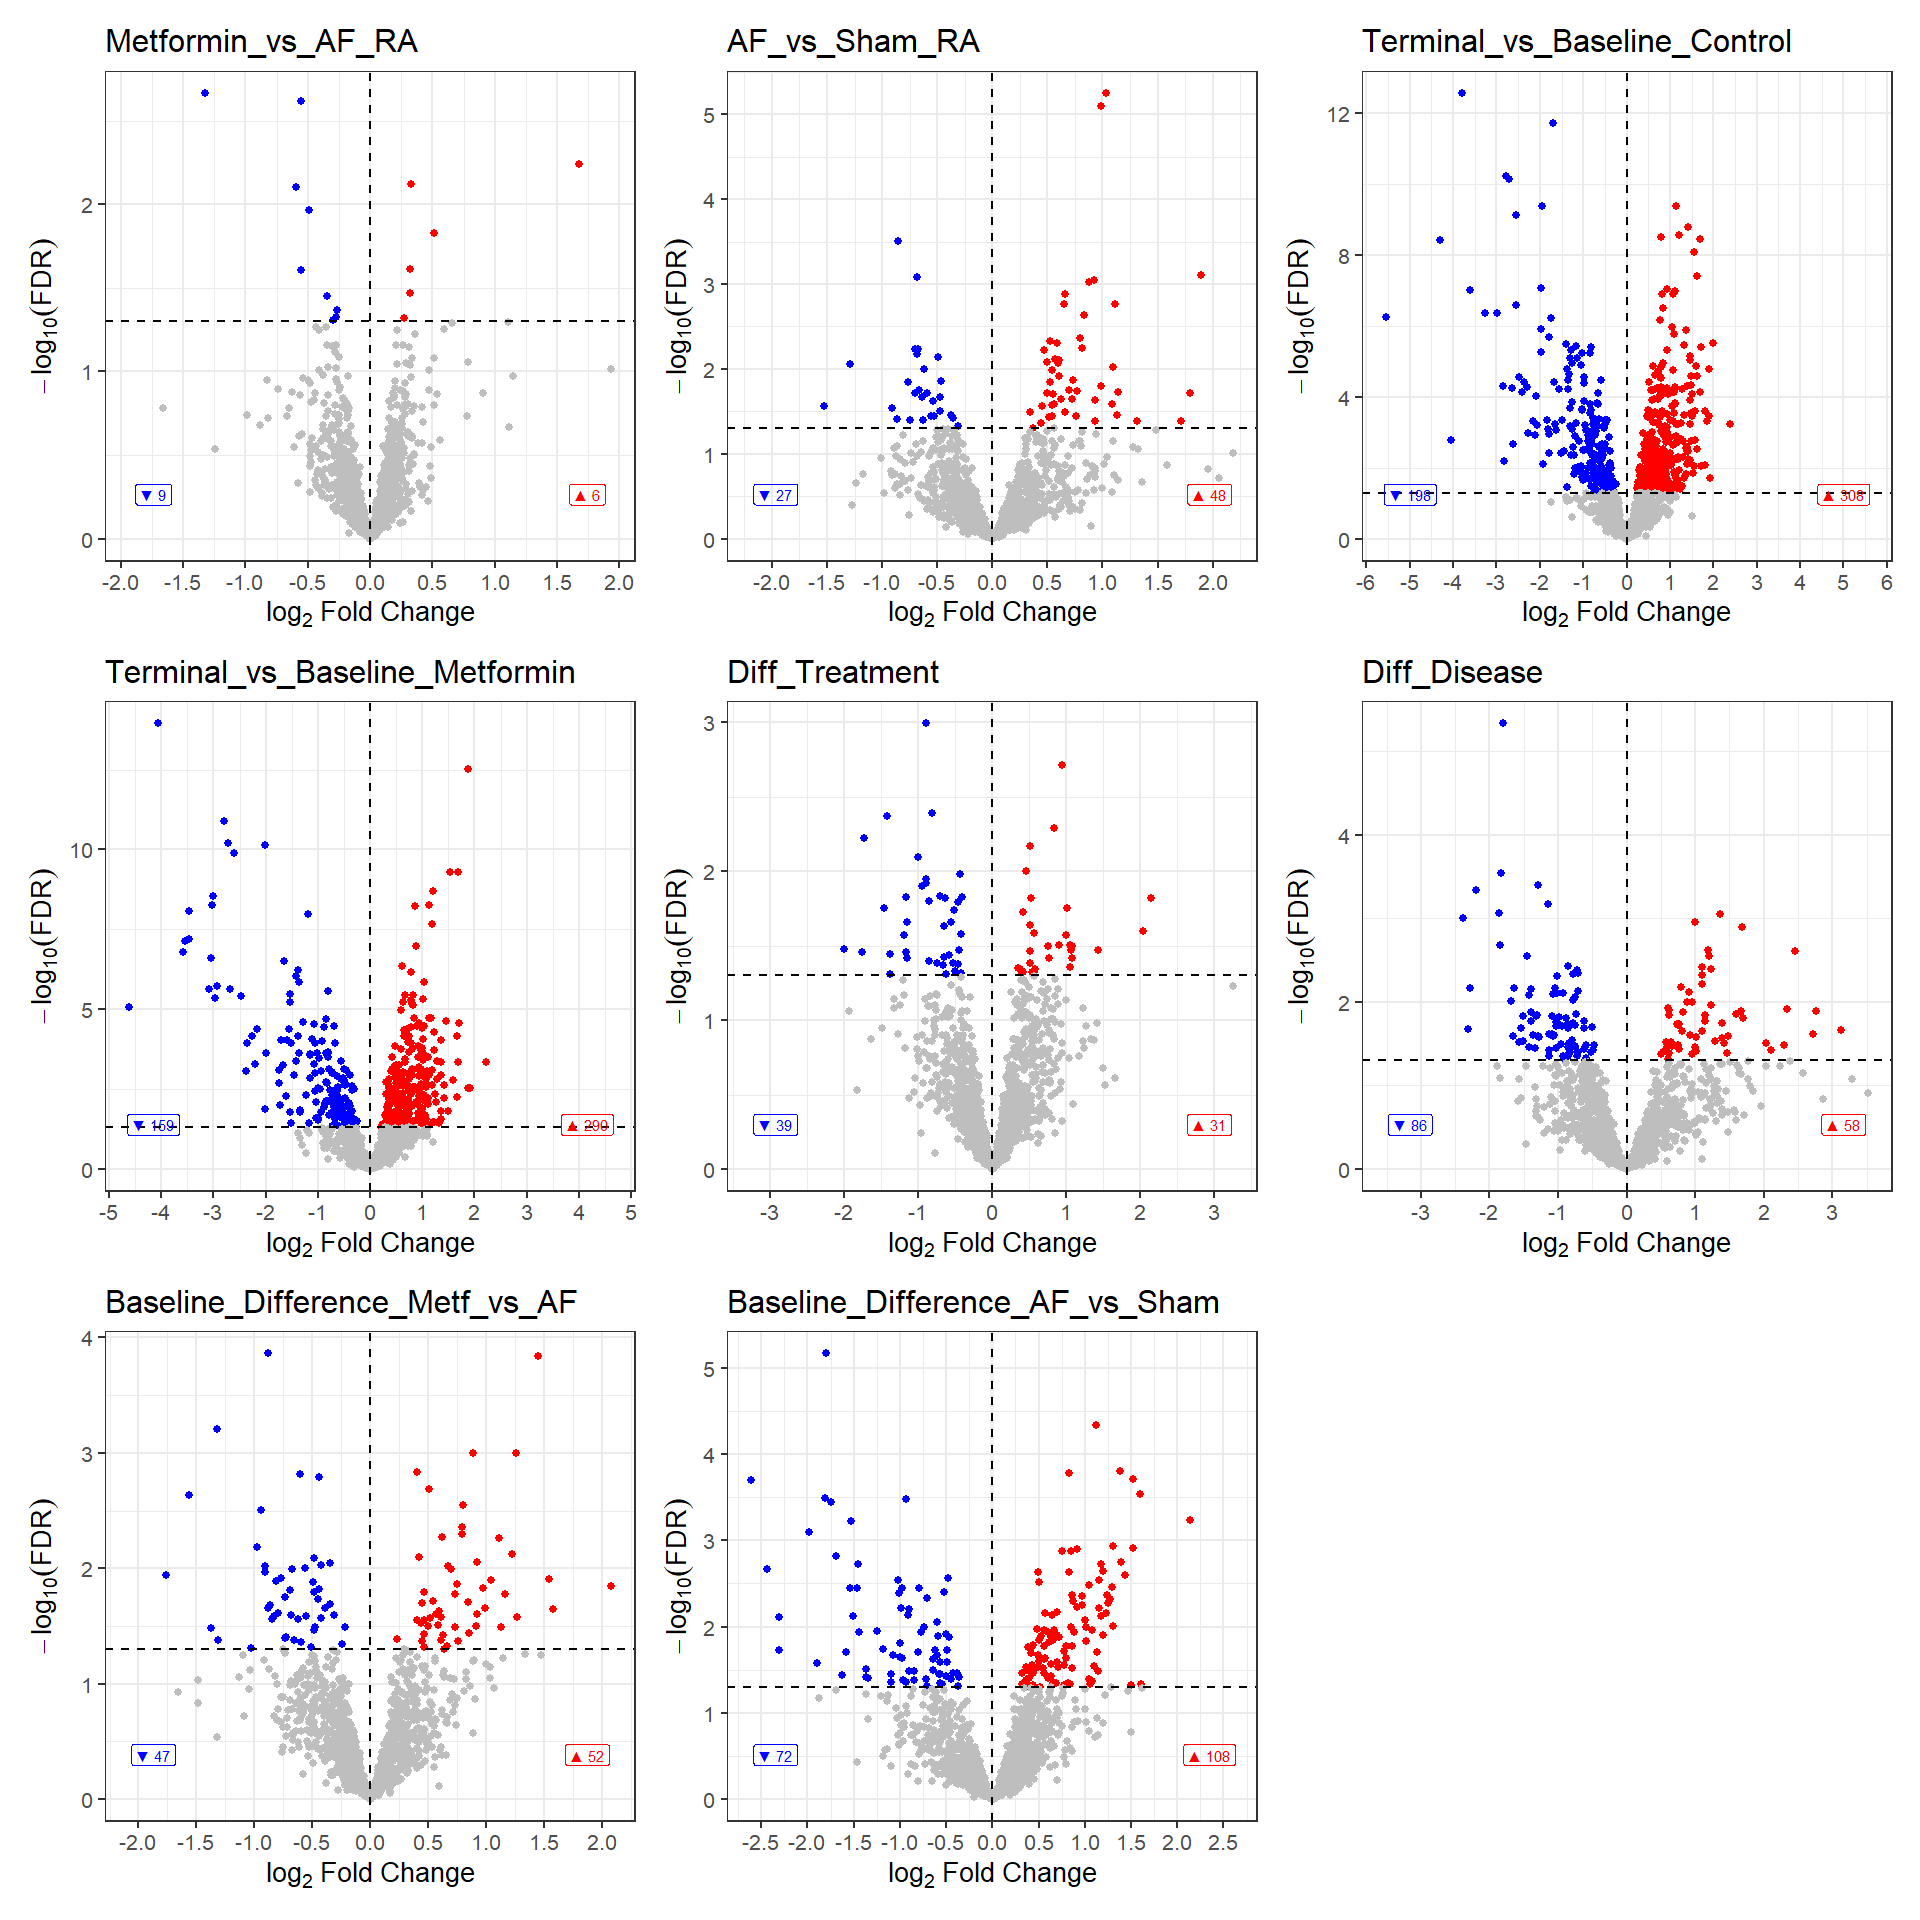 Metformin_vs_AF_RA
AF_vs_Sham_RA
Terminal_vs_Baseline_Control
− log10(FDR)
2
1
0
▼ 9
▲ 6
-2.0 -1.5 -1.0 -0.5 0.0 0.5 1.0 1.5 2.0
log2 Fold Change
− log10(FDR)
5
4
3
2
1
0
▼ 27
▲ 48
-2.0 -1.5 -1.0 -0.5 0.0 0.5 1.0 1.5 2.0
log2 Fold Change
− log10(FDR)
12
8
4
0
▼ 198
▲ 308
-6 -5 -4 -3 -2 -1 0 1 2 3 4 5 6
log2 Fold Change
Terminal_vs_Baseline_Metformin
Diff_Treatment
Diff_Disease
− log10(FDR)
10
5
0
▼ 159
▲ 290
-5 -4 -3 -2 -1 0 1 2 3 4 5
log2 Fold Change
− log10(FDR)
3
2
1
0
▼ 39
▲ 31
-3 -2 -1 0 1 2 3
log2 Fold Change
− log10(FDR)
4
2
0
▼ 86
▲ 58
-3 -2 -1 0 1 2 3
log2 Fold Change
Baseline_Difference_Metf_vs_AF
Baseline_Difference_AF_vs_Sham
− log10(FDR)
4
3
2
1
0
▼ 47
▲ 52
-2.0 -1.5 -1.0 -0.5 0.0 0.5 1.0 1.5 2.0
log2 Fold Change
− log10(FDR)
5
4
3
2
1
0
▼ 72
▲ 108
-2.5 -2.0 -1.5 -1.0 -0.5 0.0 0.5 1.0 1.5 2.0 2.5
log2 Fold Change